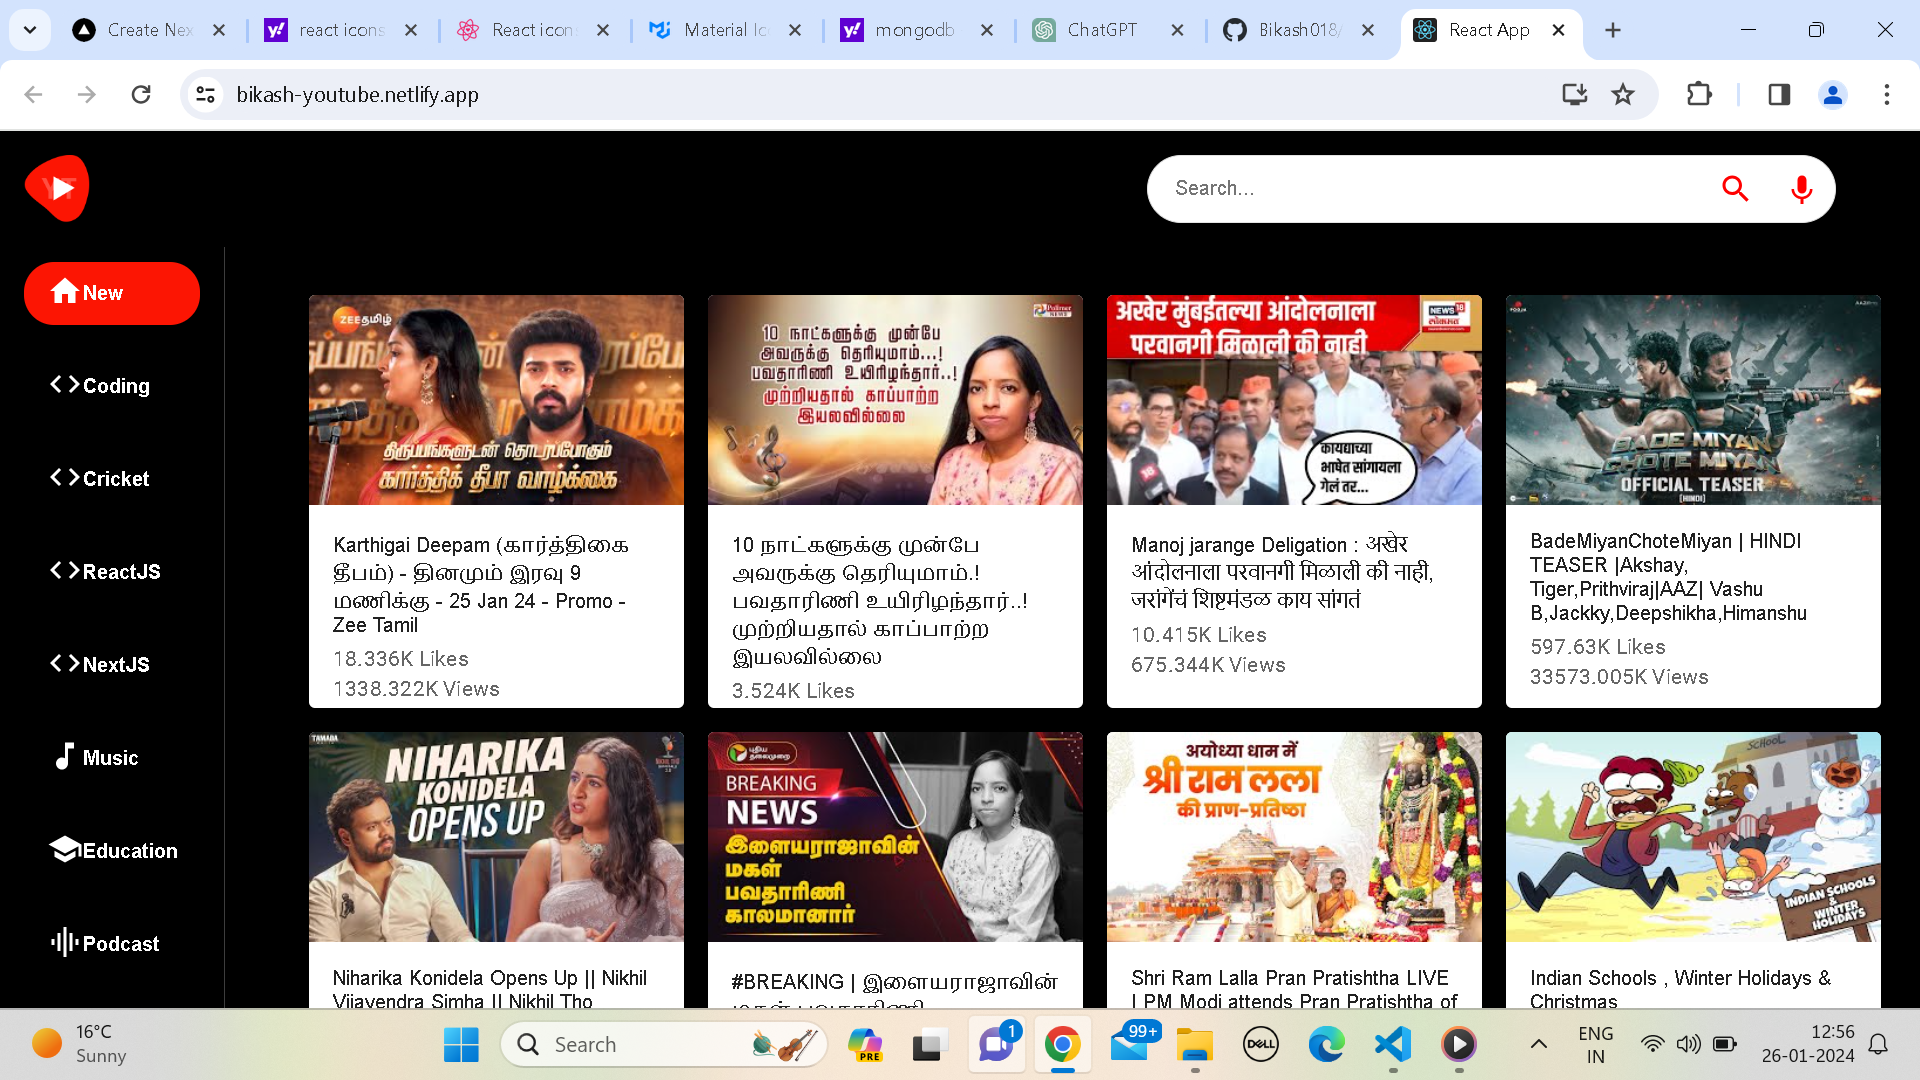 Create Nex
react icons
React icon
Material Ic
mongodb
ChatGPT
Bikash018/
React App
bikash-youtube.netlify.app
YT
Search...
New
Coding
Cricket
ReactJS
NextJS
Music
Education
Podcast
ZEEதமிழ்
திருப்பங்களுடன் தொடரப்போகும்
கார்த்திக் தீபா வாழ்க்கை
Karthigai Deepam (கார்த்திகை
தீபம்) - தினமும் இரவு 9
மணிக்கு - 25 Jan 24 - Promo -
Zee Tamil
18.336K Likes
1338.322K Views
Polimer
NEWS
10 நாட்களுக்கு முன்பே
அவருக்கு தெரியுமாம்...!
பவதாரிணி உயிரிழந்தார்..!
முற்றியதால் காப்பாற்ற
இயலவில்லை
10 நாட்களுக்கு முன்பே
அவருக்கு தெரியுமாம்.!
பவதாரிணி உயிரிழந்தார்..!
முற்றியதால் காப்பாற்ற
இயலவில்லை
3.524K Likes
अखेर मुंबईतल्या आंदोलनाला
परवानगी मिळाली की नाही
NEWS18
लोकमत
18
कायद्याच्या
भाषेत सांगायला
गेलं तर...
Manoj jarange Deligation : अखेर
आंदोलनाला परवानगी मिळाली की नाही,
जरांगेंचं शिष्टमंडळ काय सांगतं
10.415K Likes
675.344K Views
BADE MIYAN
CHOTE MIYAN
OFFICIAL TEASER
[HINDI]
BadeMiyanChoteMiyan | HINDI
TEASER |Akshay,
Tiger,Prithviraj|AAZ| Vashu
B,Jackky,Deepshikha,Himanshu
597.63K Likes
33573.005K Views
TAMADA
NIHARIKA
KONIDELA
OPENS UP
Niharika Konidela Opens Up || Nikhil
Vijayendra Simha || Nikhil Tho
புதிய
தலைமுறை
BREAKING
NEWS
இளையராஜாவின்
மகள்
பவதாரிணி
காலமானார்
#BREAKING | இளையராஜாவின்
மகள் பவதாரிணி
अयोध्या धाम में
श्री राम लला
की प्राण-प्रतिष्ठा
Shri Ram Lalla Pran Pratishtha LIVE
| PM Modi attends Pran Pratishtha of
SCHOOL
INDIAN SCHOOLS
&
WINTER
HOLIDAYS
Indian Schools , Winter Holidays &
Christmas
16°C
Sunny
Search
PRE
1
99+
DELL
ENG
IN
12:56
26-01-2024